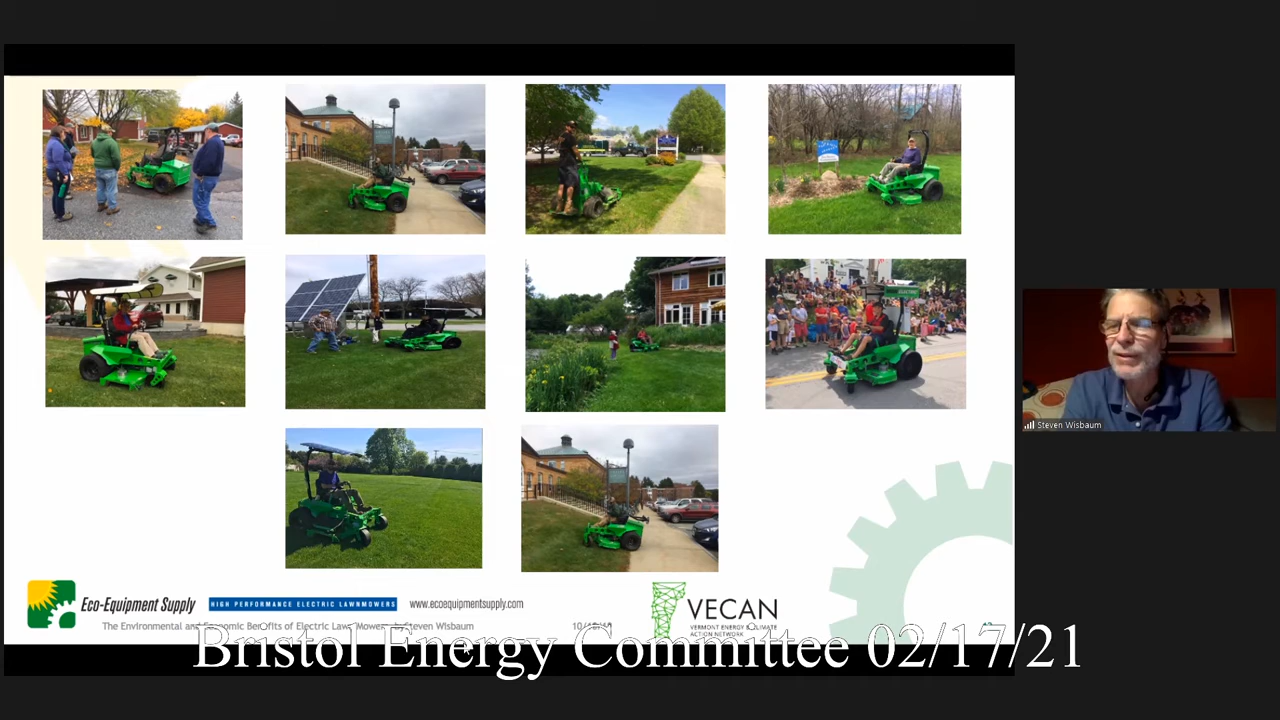 Steven Wisbaum
Eco-Equipment Supply
HIGH PERFORMANCE ELECTRIC LAWNMOWERS
www.ecoequipmentsupply.com
VECAN
VERMONT ENERGY & CLIMATE
ACTION NETWORK
The Environmental and Economic Benefits of Electric Lawn Mowers by Steven Wisbaum
Bristol Energy Committee 02/17/21